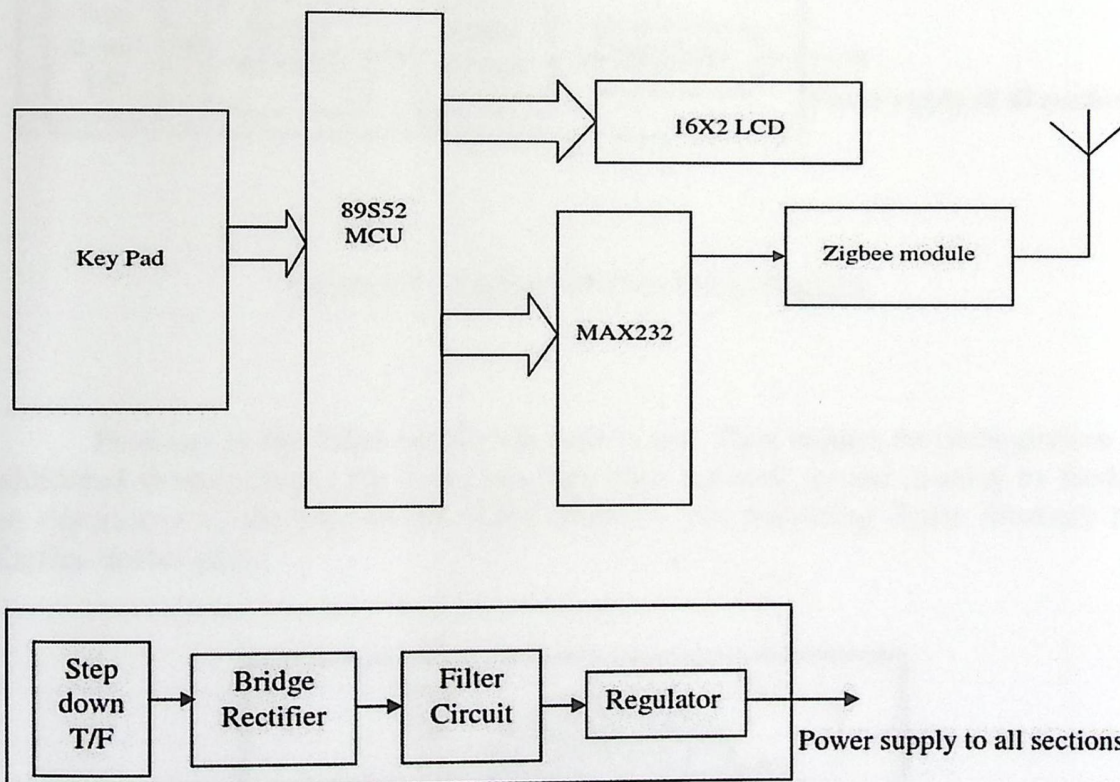 16X2 LCD
89S52
MCU
Key Pad
Zigbee module
MAX232
Step
down
T/F
Bridge
Rectifier
Filter
Circuit
Regulator
Power supply to all sections